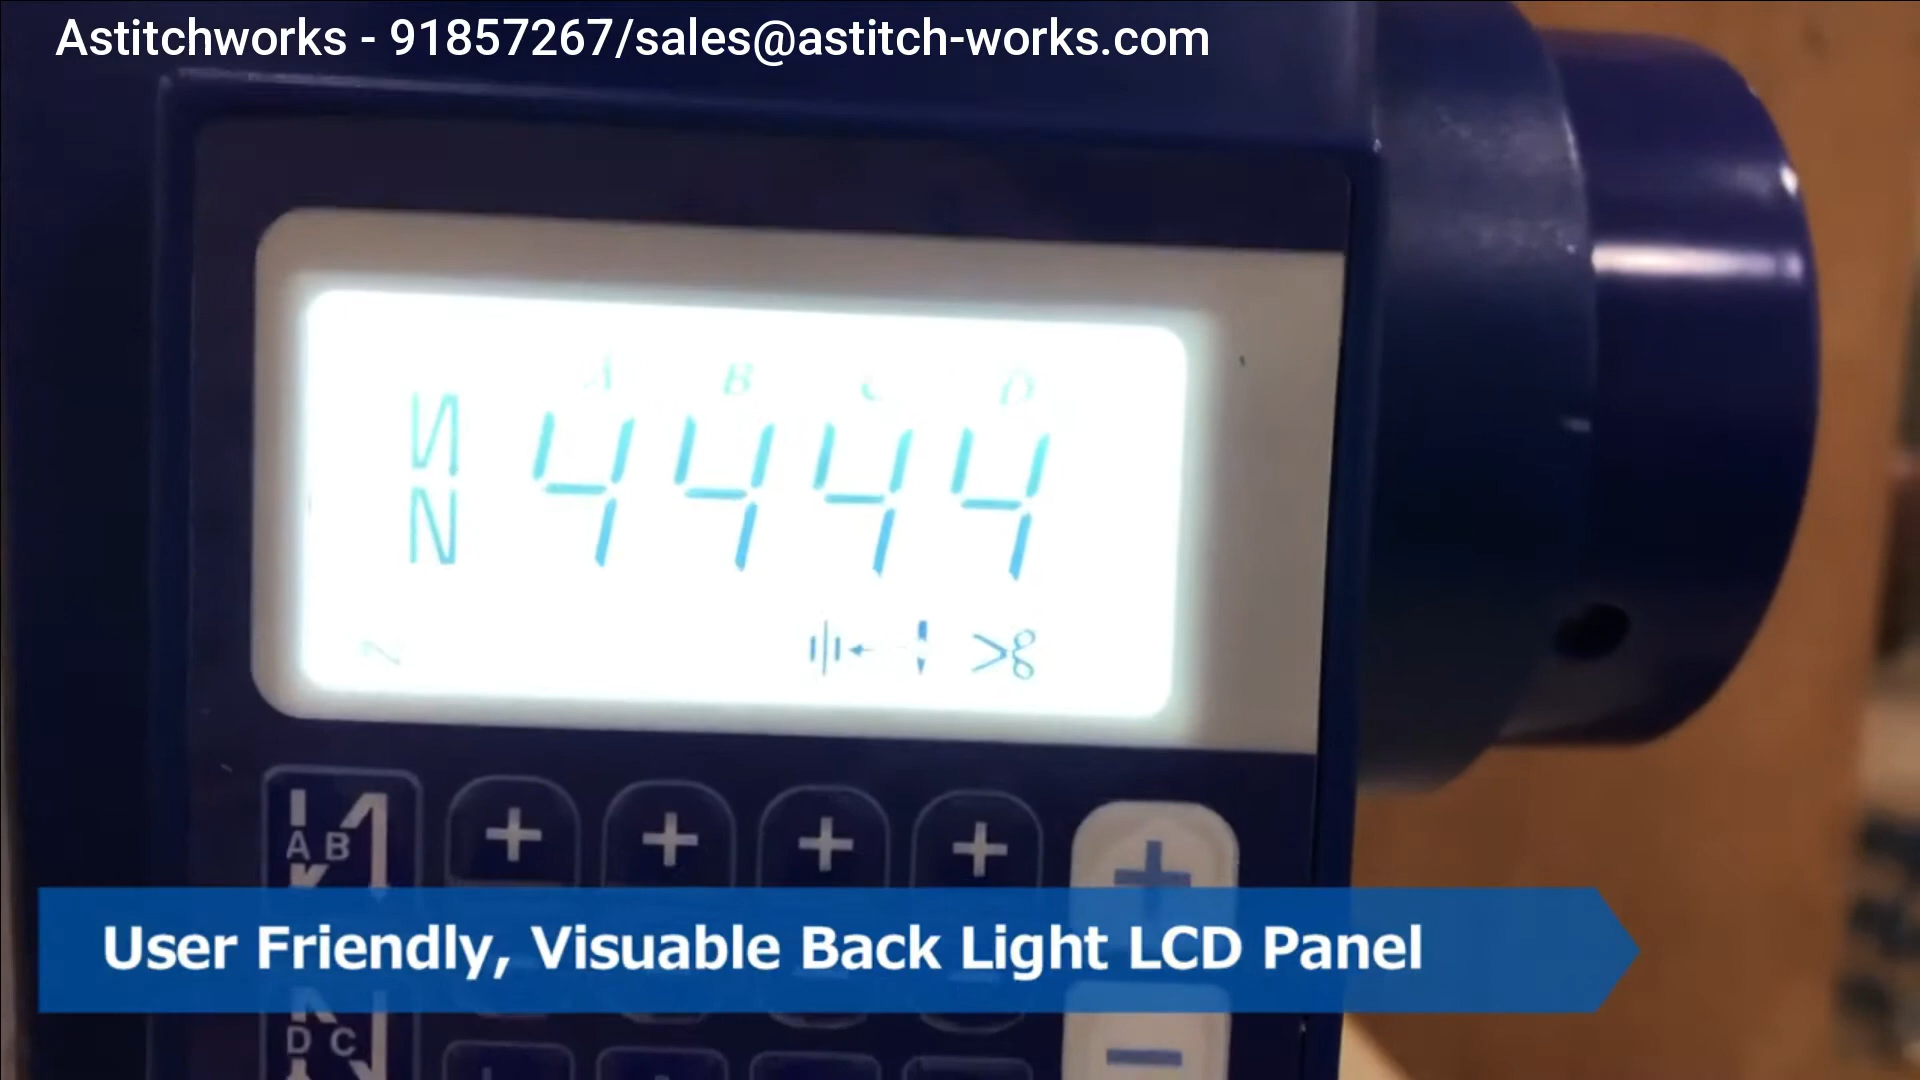 Astitchworks - 91857267/sales@astitch-works.com
A B C D
4444
A B
+ + + + +
User Friendly, Visuable Back Light LCD Panel
D C
−